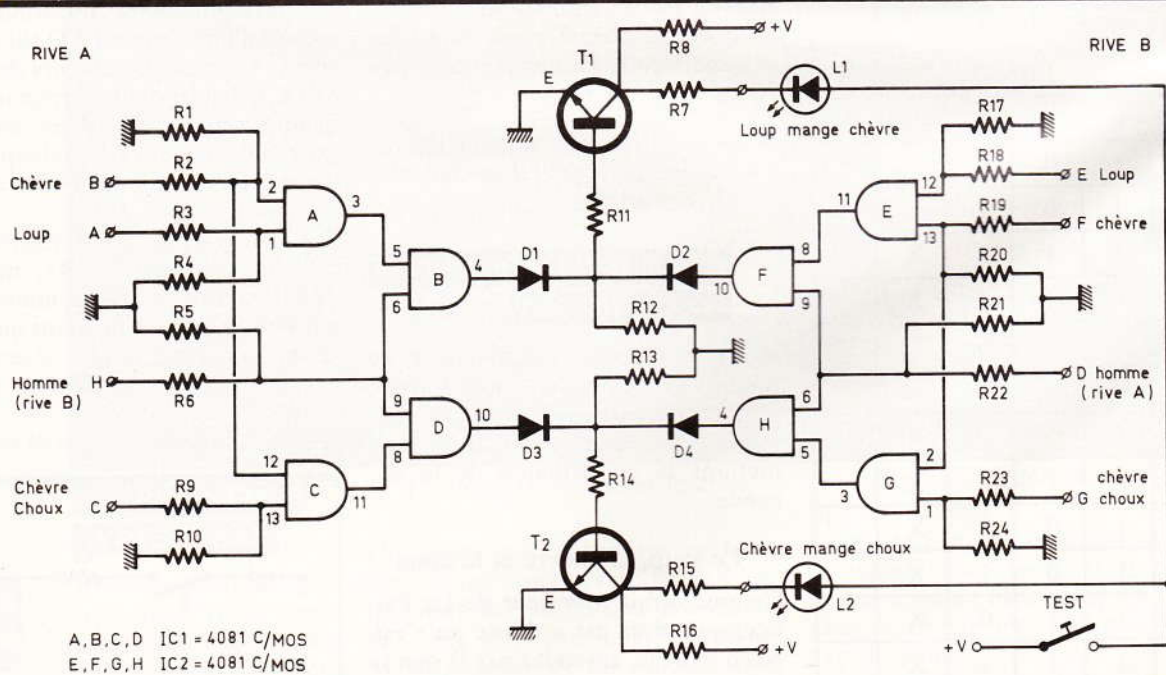 RIVE A
RIVE B
R8
+V
T1
E
R7
L1
Loup mange chèvre
R1
R2
Chèvre B
2
3
A
R3
Loup A
1
R4
R5
Homme H
(rive B)
R6
5
B
4
6
D1
D2
R11
R12
R13
9
D
10
8
D3
D4
12
C
11
13
Chèvre
Choux C
R9
R10
R14
T2
E
R15
R16
+V
Chèvre mange choux
L2
R17
R18
E Loup
12
11
E
13
R19
F chèvre
R20
R21
8
F
10
9
R22
D homme
(rive A)
4
H
6
5
2
3
G
1
R23
chèvre
G choux
R24
TEST
+V
A,B,C,D IC1 = 4081 C/MOS
E,F,G,H IC2 = 4081 C/MOS